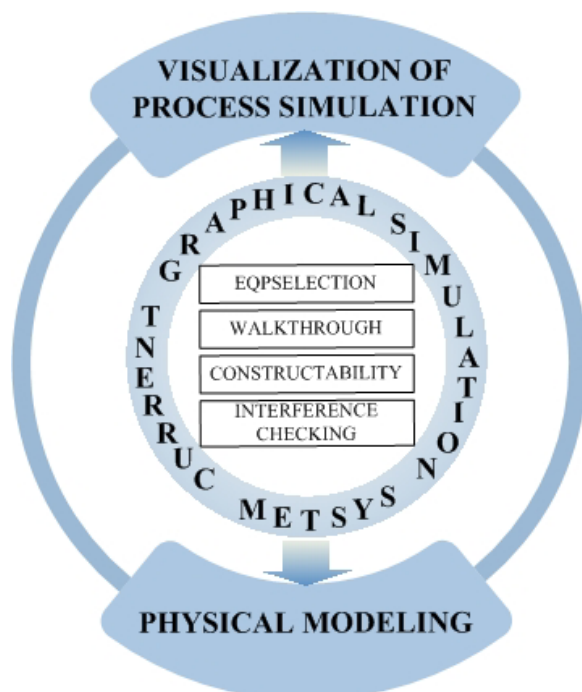 VISUALIZATION OF
PROCESS SIMULATION
CURRENT GRAPHICAL SIMULATION SYSTEM
EQPSELECTION
WALKTHROUGH
CONSTRUCTABILITY
INTERFERENCE
CHECKING
PHYSICAL MODELING